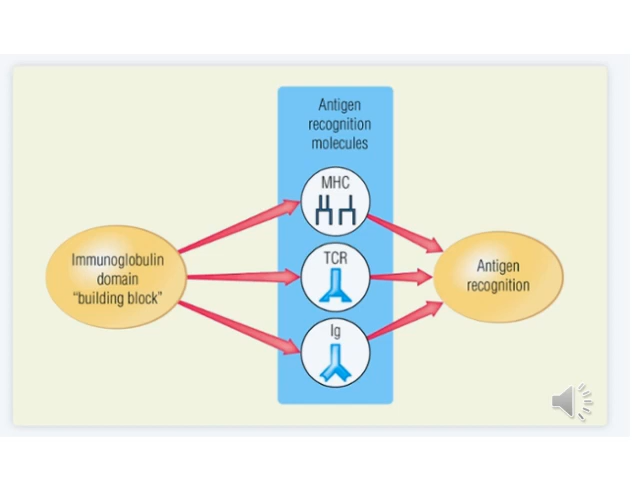 Antigen
recognition
molecules
MHC
Immunoglobulin
domain
"building block"
TCR
Antigen
recognition
Ig